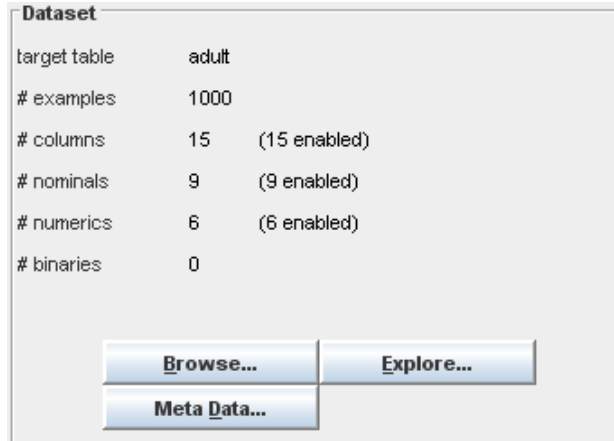 Dataset
target table adult
# examples 1000
# columns 15 (15 enabled)
# nominals 9 (9 enabled)
# numerics 6 (6 enabled)
# binaries 0
Browse... Explore...
Meta Data...